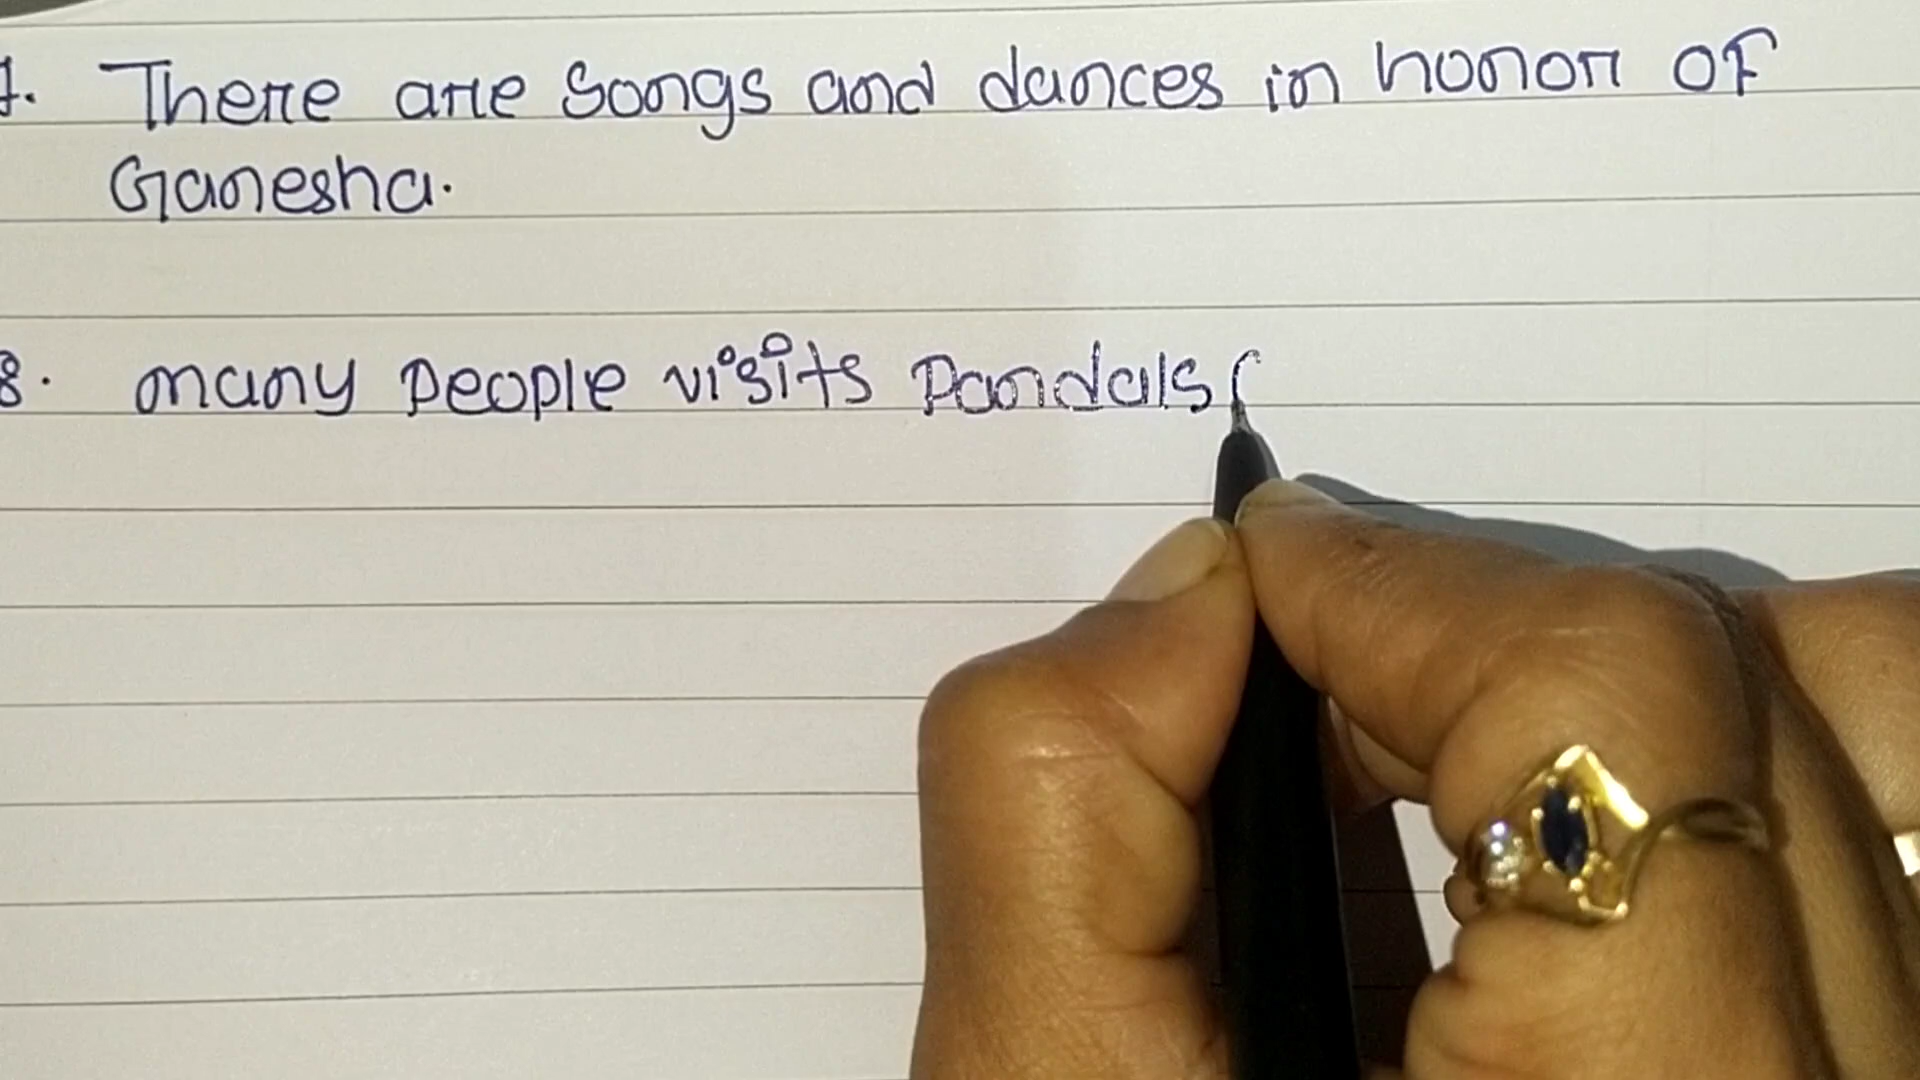 7. There are songs and dances in honor of
Ganesha.
8. many people visits pandals (